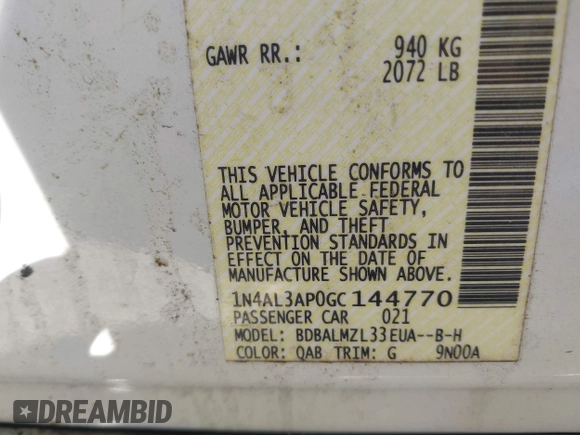 GAWR RR.: 940 KG
2072 LB
THIS VEHICLE CONFORMS TO
ALL APPLICABLE FEDERAL
MOTOR VEHICLE SAFETY,
BUMPER, AND THEFT
PREVENTION STANDARDS IN
EFFECT ON THE DATE OF
MANUFACTURE SHOWN ABOVE.
1N4AL3AP0GC144770
PASSENGER CAR 021
MODEL: BDBALMZL33EUA--B-H
COLOR: QAB TRIM: G 9N00A
DREAMBID